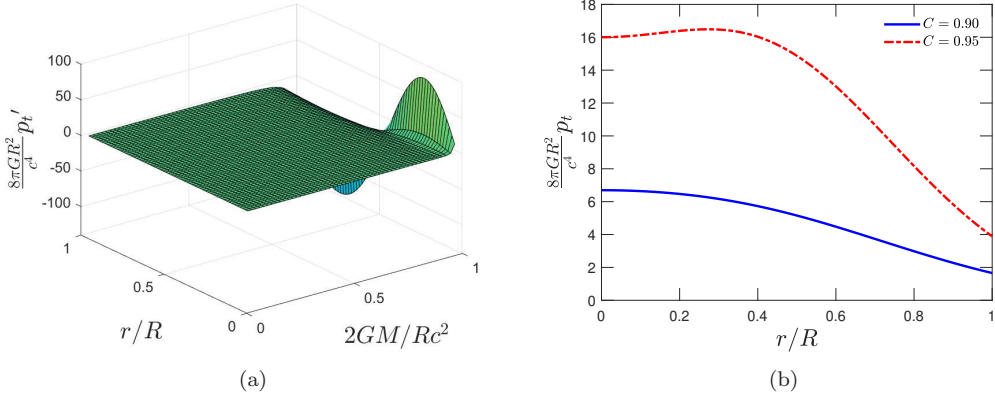 100
50
0
-50
-100
8πGR²/c⁴ pₜ′
1
0.5
0
r/R
0
0.5
1
2GM/Rc²
(a)
18
16
14
12
10
8
6
4
2
0
8πGR²/c⁴ pₜ
0 0.2 0.4 0.6 0.8 1
r/R
C = 0.90
C = 0.95
(b)